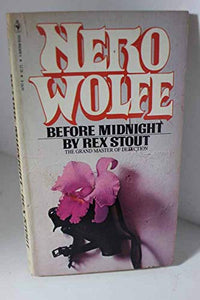 NERO
WOLFE
BEFORE MIDNIGHT
BY REX STOUT
THE GRAND MASTER OF DETECTION